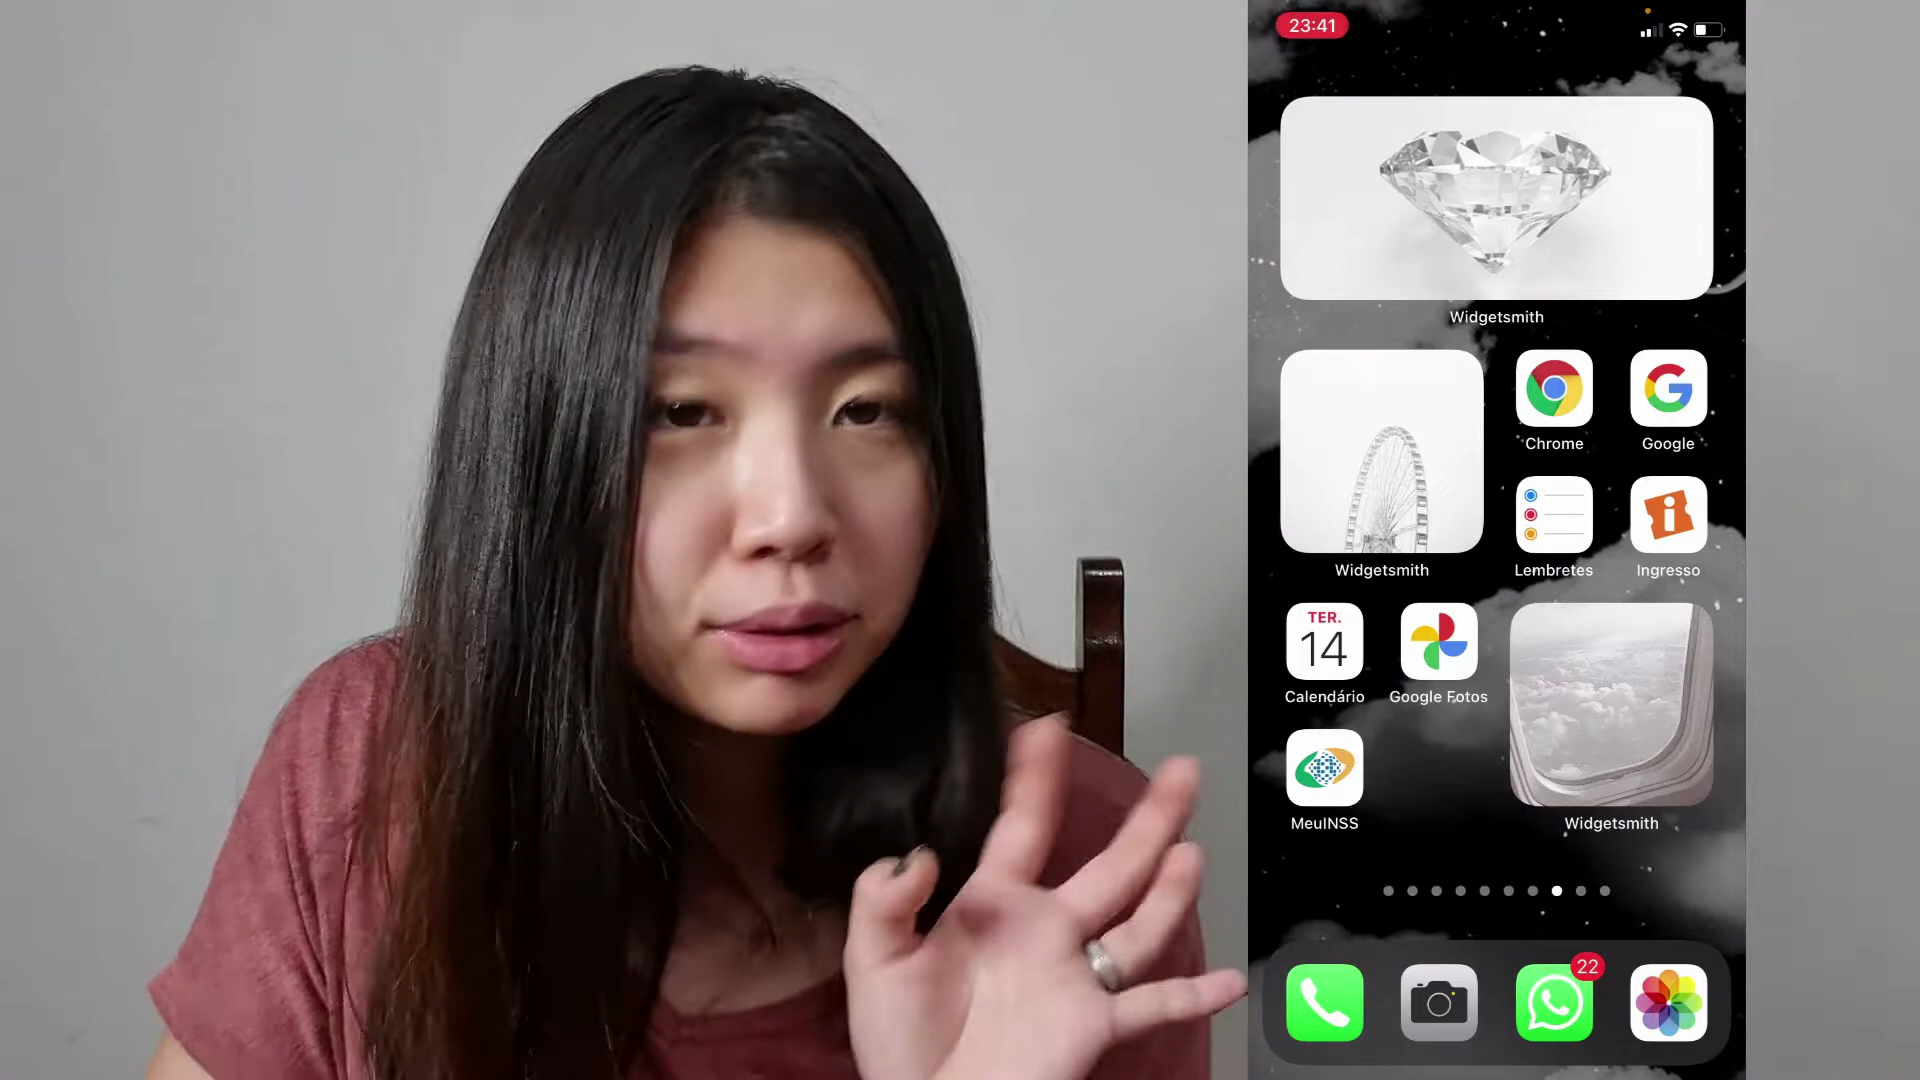 23:41
Widgetsmith
Chrome
Google
Widgetsmith
Lembretes
Ingresso
TER.
14
Calendário
Google Fotos
MeuINSS
Widgetsmith
22